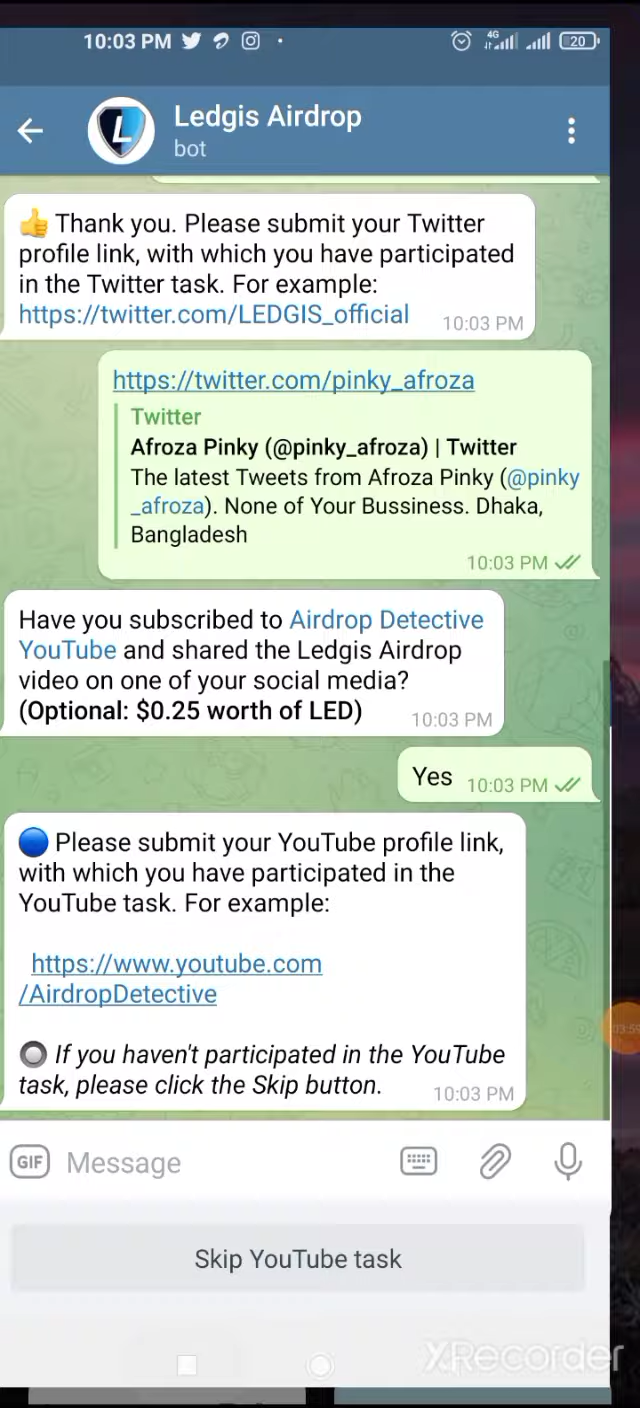 10:03 PM
4G
20
Ledgis Airdrop
bot
👍 Thank you. Please submit your Twitter
profile link, with which you have participated
in the Twitter task. For example:
https://twitter.com/LEDGIS_official
10:03 PM
https://twitter.com/pinky_afroza
Twitter
Afroza Pinky (@pinky_afroza) | Twitter
The latest Tweets from Afroza Pinky (@pinky
_afroza). None of Your Bussiness. Dhaka,
Bangladesh
10:03 PM
Have you subscribed to Airdrop Detective
YouTube and shared the Ledgis Airdrop
video on one of your social media?
(Optional: $0.25 worth of LED)
10:03 PM
Yes 10:03 PM
🔵 Please submit your YouTube profile link,
with which you have participated in the
YouTube task. For example:
https://www.youtube.com
/AirdropDetective
🔘 If you haven't participated in the YouTube
task, please click the Skip button.
10:03 PM
03:59
GIF Message
Skip YouTube task
XRecorder